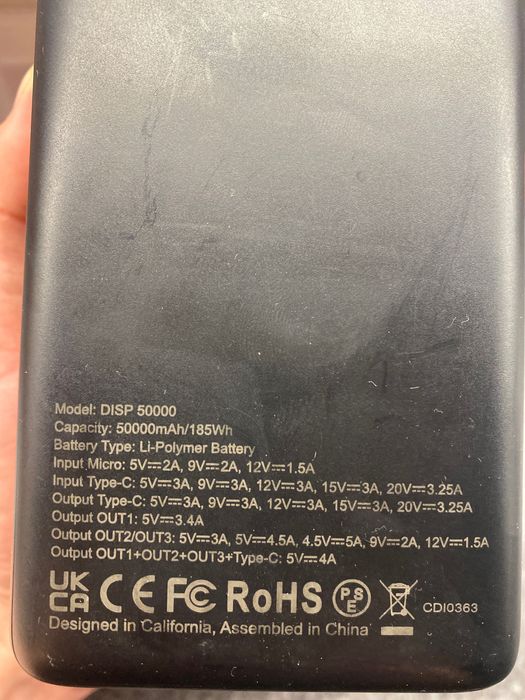 Model: DISP 50000
Capacity: 50000mAh/185Wh
Battery Type: Li-Polymer Battery
Input Micro: 5V⎓2A, 9V⎓2A, 12V⎓1.5A
Input Type-C: 5V⎓3A, 9V⎓3A, 12V⎓3A, 15V⎓3A, 20V⎓3.25A
Output Type-C: 5V⎓3A, 9V⎓3A, 12V⎓3A, 15V⎓3A, 20V⎓3.25A
Output OUT1: 5V⎓3.4A
Output OUT2/OUT3: 5V⎓3A, 5V⎓4.5A, 4.5V⎓5A, 9V⎓2A, 12V⎓1.5A
Output OUT1+OUT2+OUT3+Type-C: 5V⎓4A
UK CA CE FC RoHS PSE CDI0363
Designed in California, Assembled in China